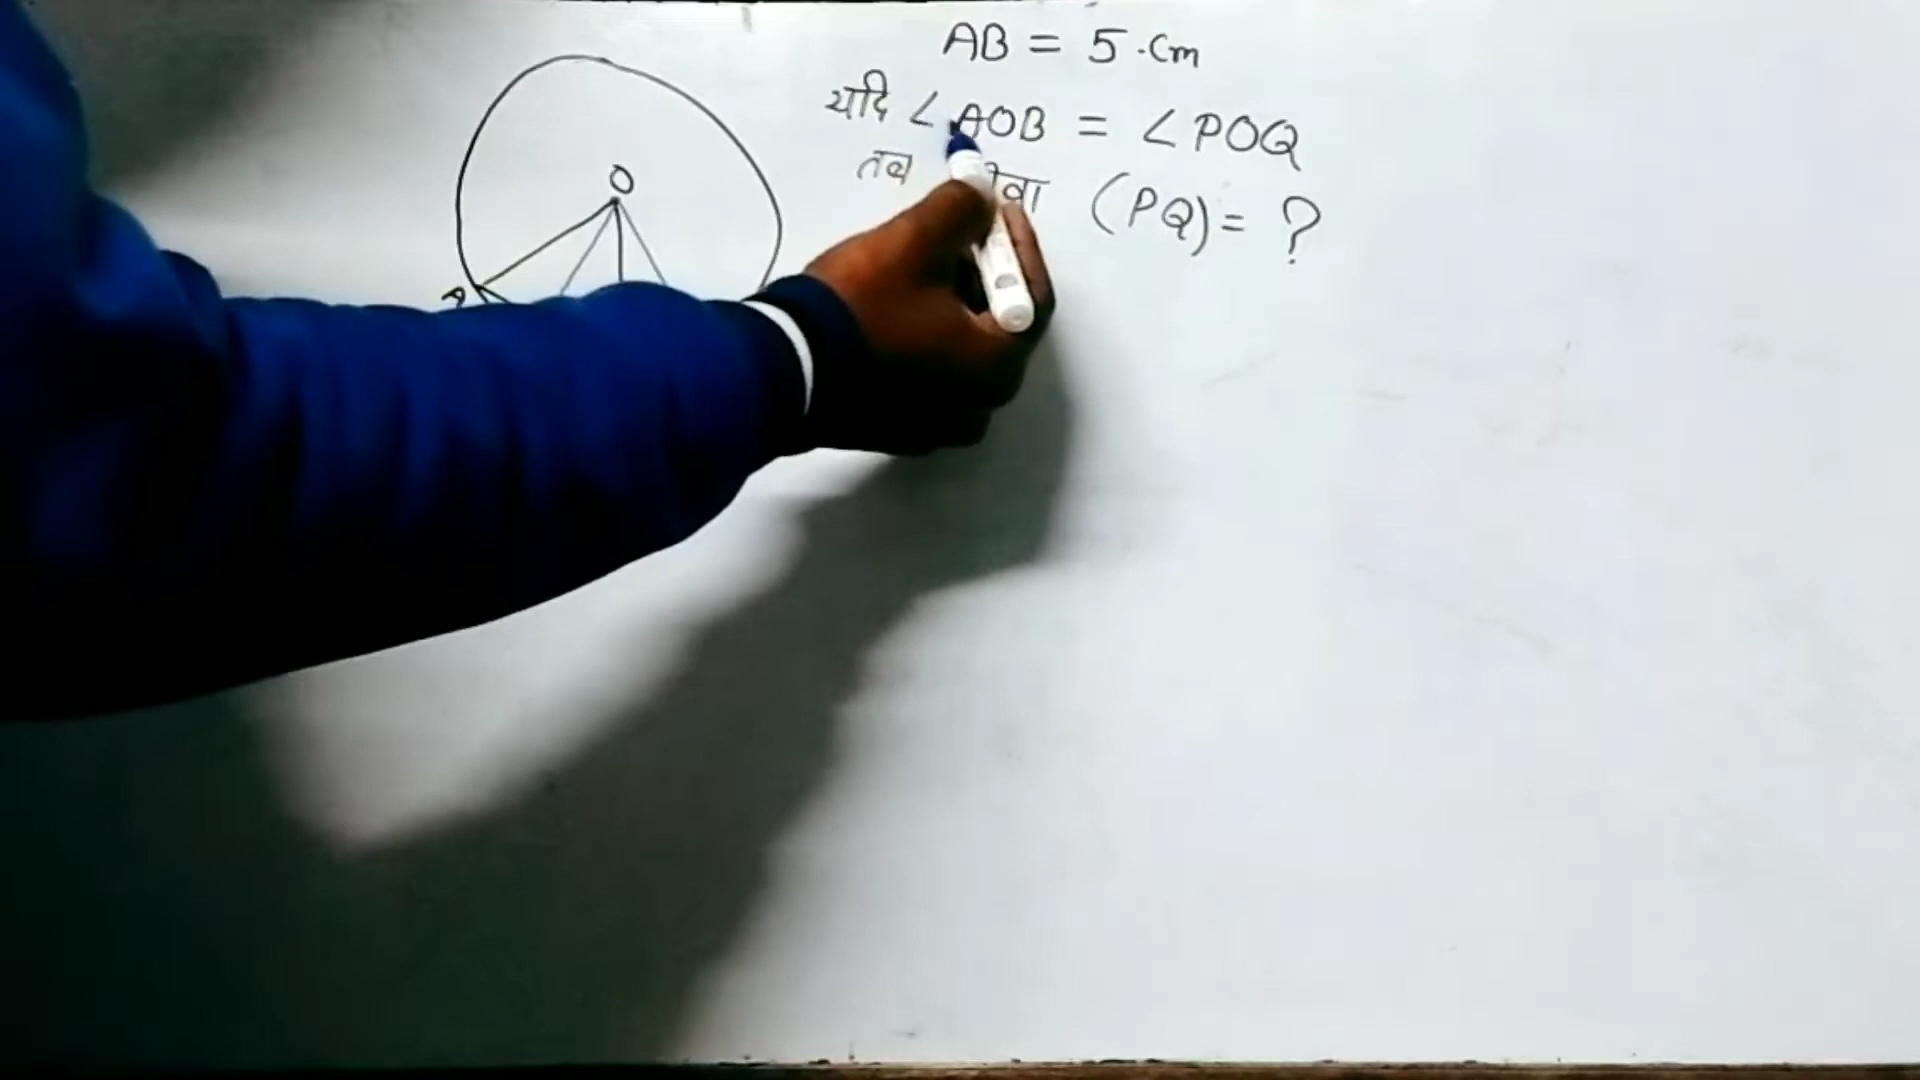 AB = 5.Cm
यदि ∠AOB = ∠POQ
तब (PQ) = ?
O
A